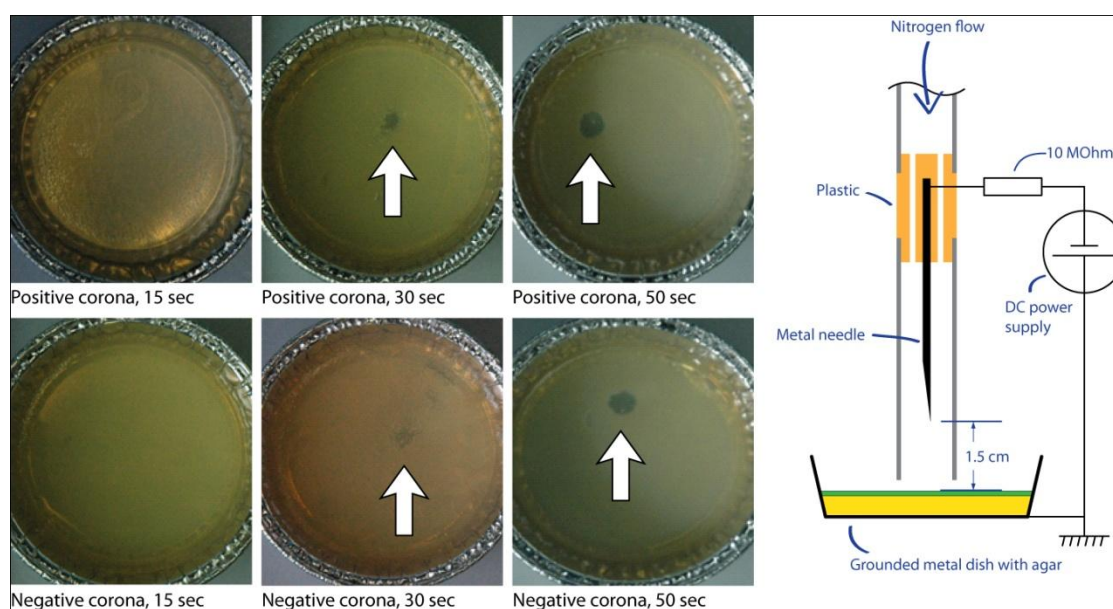 Positive corona, 15 sec
Positive corona, 30 sec
Positive corona, 50 sec
Negative corona, 15 sec
Negative corona, 30 sec
Negative corona, 50 sec
Nitrogen flow
10 MOhm
Plastic
DC power
supply
Metal needle
1.5 cm
Grounded metal dish with agar